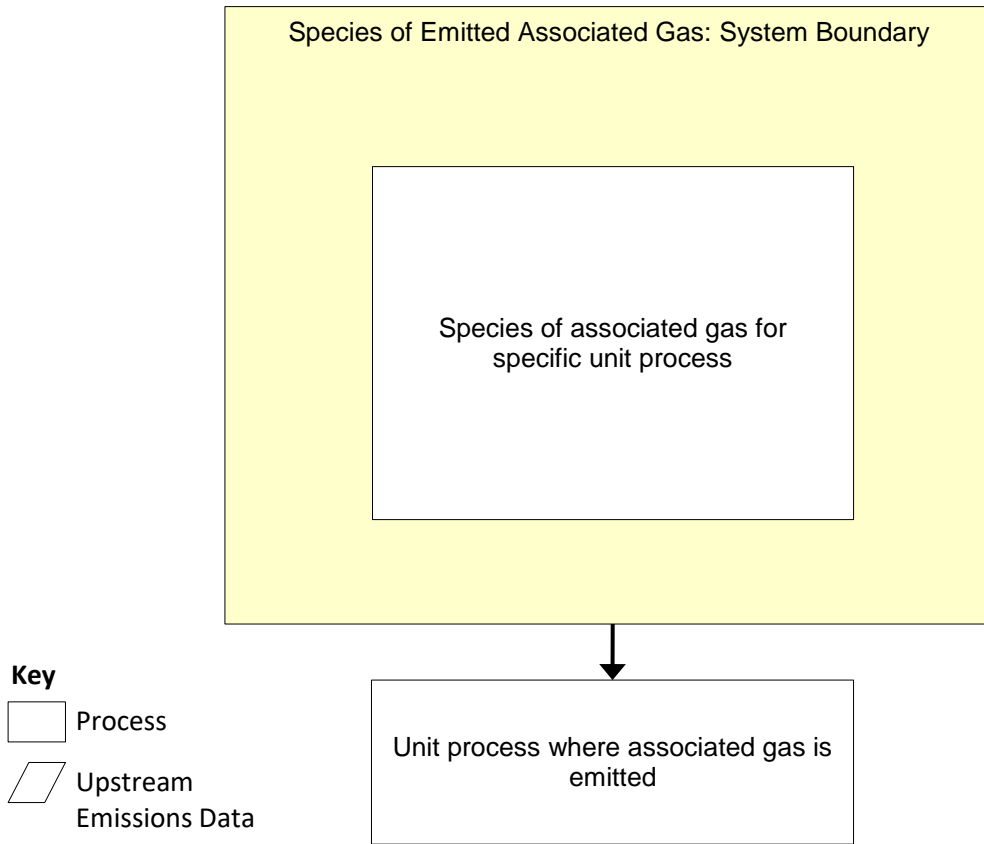 Species of Emitted Associated Gas: System Boundary
Species of associated gas for
specific unit process
Key
Process
Upstream
Emissions Data
Unit process where associated gas is
emitted